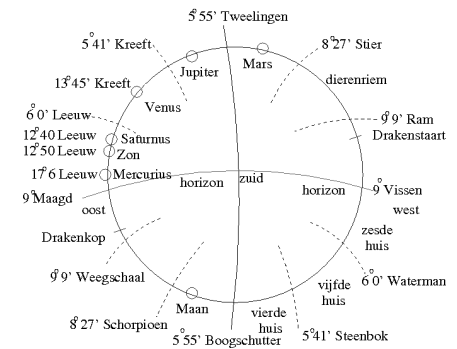 5°55' Tweelingen
5°41' Kreeft
8°27' Stier
Jupiter
Mars
13°45' Kreeft
dierenriem
Venus
6°0' Leeuw
9°9' Ram
12°40 Leeuw
Saturnus
Drakenstaart
12°50 Leeuw
Zon
17°6 Leeuw
Mercurius
zuid
horizon
horizon
9° Vissen
9° Maagd
oost
west
Drakenkop
zesde
huis
9°9' Weegschaal
6°0' Waterman
vijfde
huis
Maan
vierde
huis
8°27' Schorpioen
5°55' Boogschutter
5°41' Steenbok